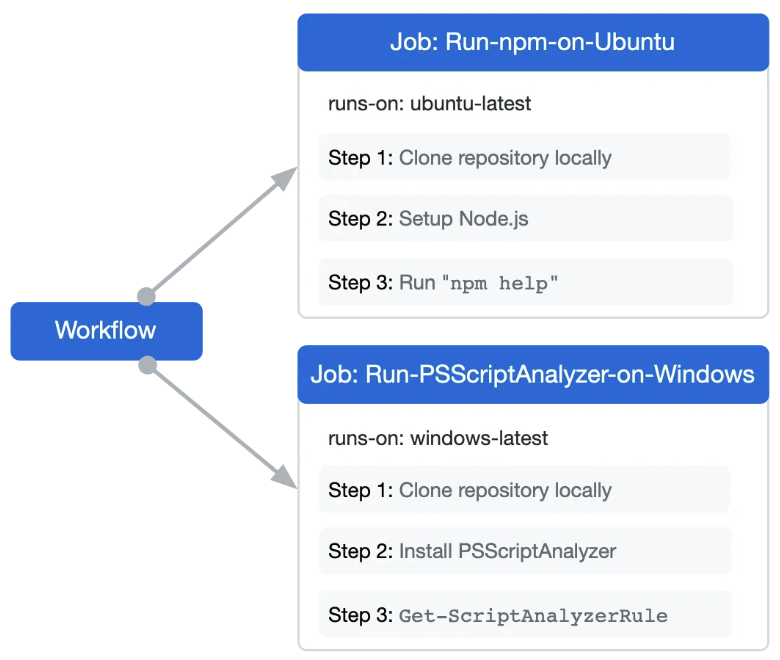 Job: Run-npm-on-Ubuntu
runs-on: ubuntu-latest
Step 1: Clone repository locally
Step 2: Setup Node.js
Step 3: Run "npm help"
Workflow
Job: Run-PSScriptAnalyzer-on-Windows
runs-on: windows-latest
Step 1: Clone repository locally
Step 2: Install PSScriptAnalyzer
Step 3: Get-ScriptAnalyzerRule